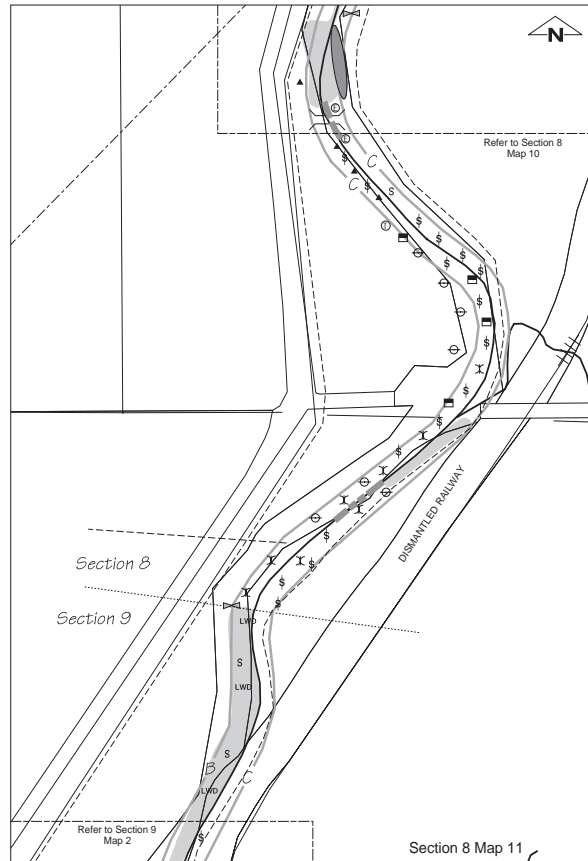 N
Refer to Section 8
Map 10
C
C
S
$
$
$
$
$
$
$
$
$
$
$
$
$
DISMANTLED RAILWAY
$
$
$
$
Section 8
Section 9
LWD
S
LWD
S
B
C
LWD
$
Refer to Section 9
Map 2
Section 8 Map 11